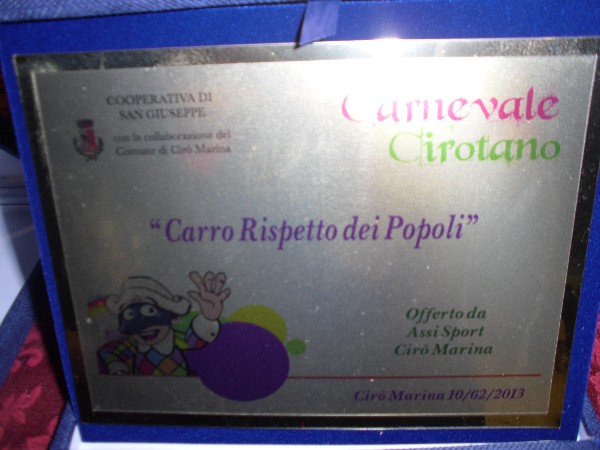 COOPERATIVA DI
SAN GIUSEPPE
con la collaborazione del
Comune di Cirò Marina
Carnevale
Cirotano
“Carro Rispetto dei Popoli”
Offerto da
Assi Sport
Cirò Marina
Cirò Marina 10/02/2013